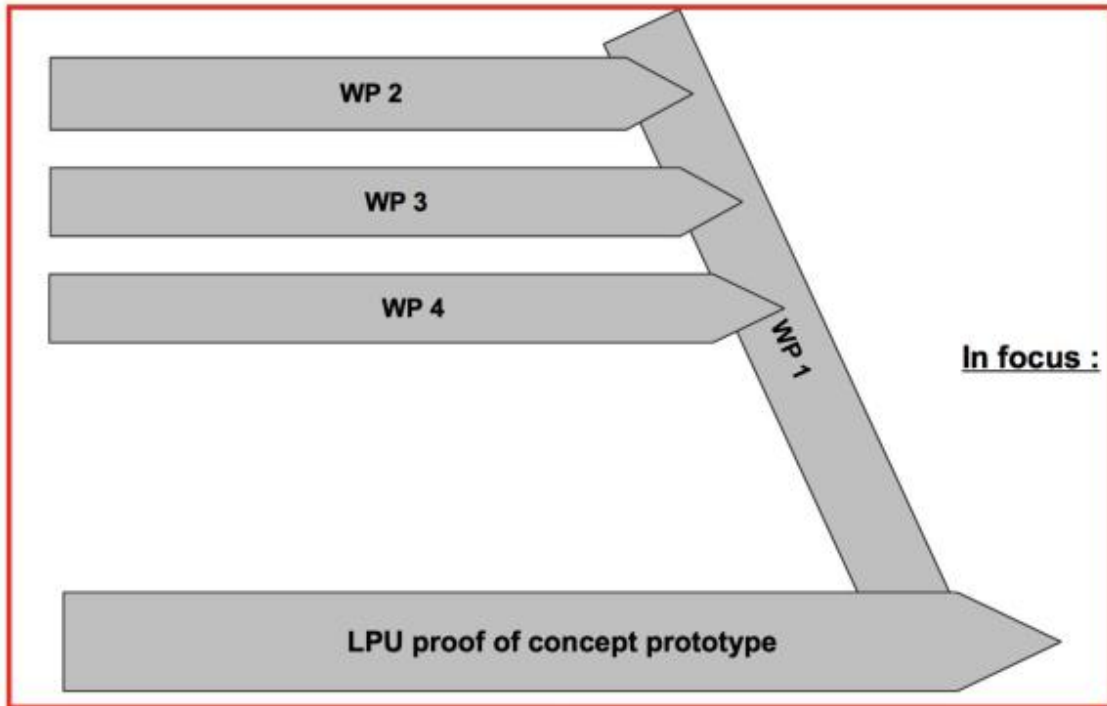 WP 2
WP 3
WP 4
WP 1
In focus :
LPU proof of concept prototype